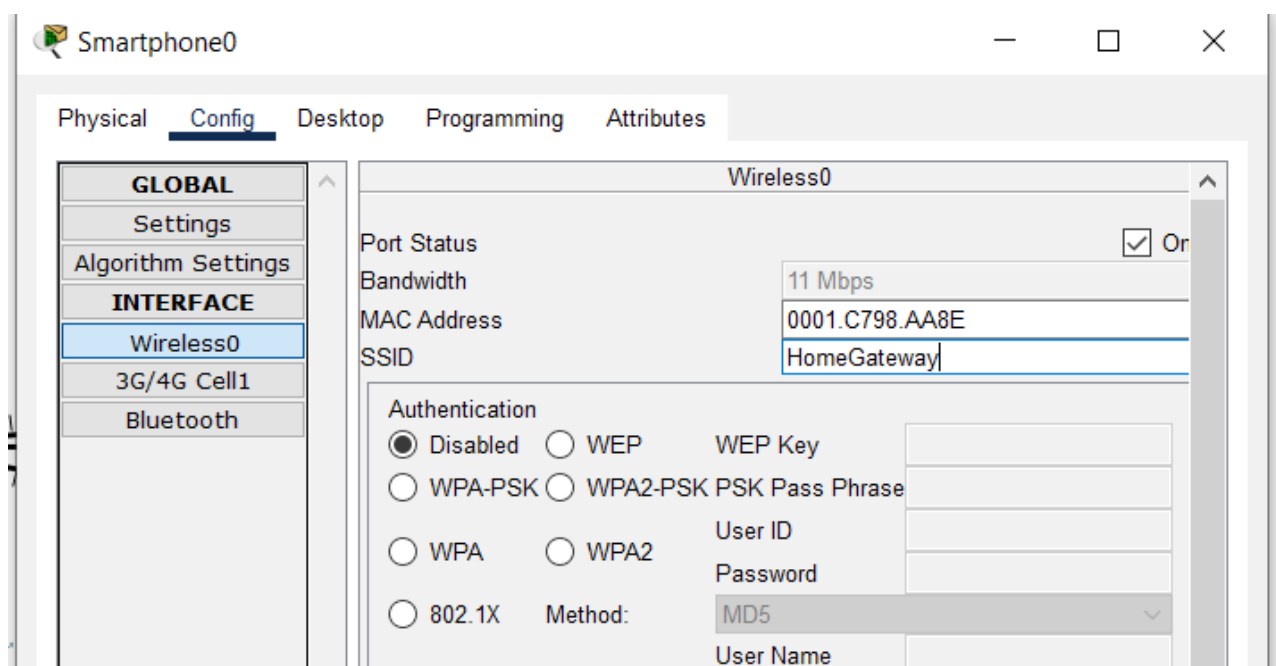 Smartphone0
Physical Config Desktop Programming Attributes
GLOBAL
Settings
Algorithm Settings
INTERFACE
Wireless0
3G/4G Cell1
Bluetooth
Wireless0
Port Status On
Bandwidth 11 Mbps
MAC Address 0001.C798.AA8E
SSID HomeGateway
Authentication
Disabled WEP WEP Key
WPA-PSK WPA2-PSK PSK Pass Phrase
User ID
WPA WPA2
Password
802.1X Method: MD5
User Name